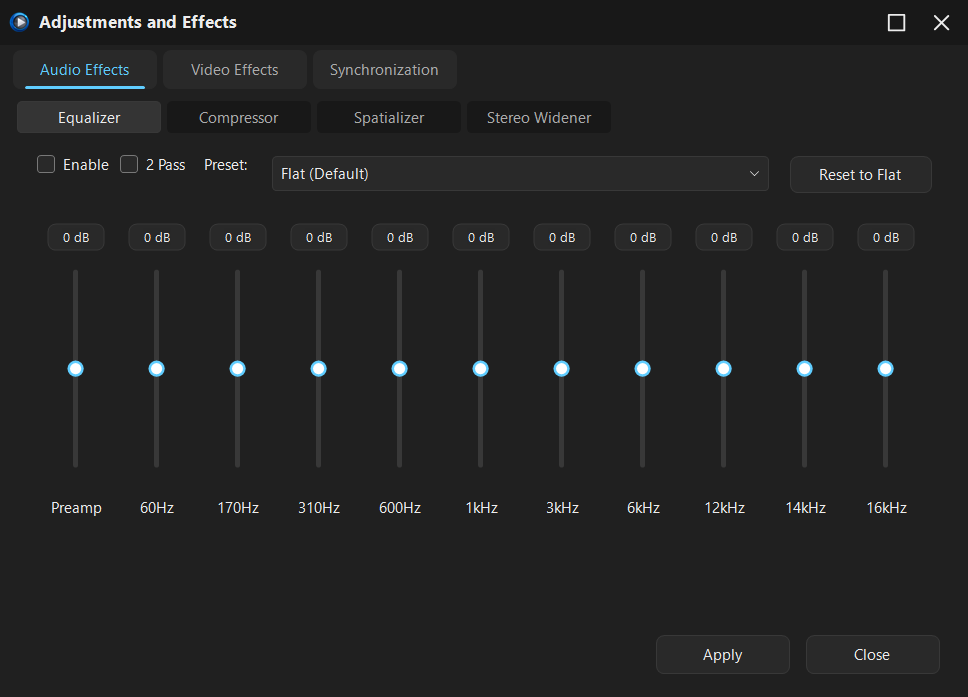 Adjustments and Effects
Audio Effects Video Effects Synchronization
Equalizer Compressor Spatializer Stereo Widener
Enable 2 Pass Preset: Flat (Default) Reset to Flat
0 dB 0 dB 0 dB 0 dB 0 dB 0 dB 0 dB 0 dB 0 dB 0 dB 0 dB
Preamp 60Hz 170Hz 310Hz 600Hz 1kHz 3kHz 6kHz 12kHz 14kHz 16kHz
Apply Close